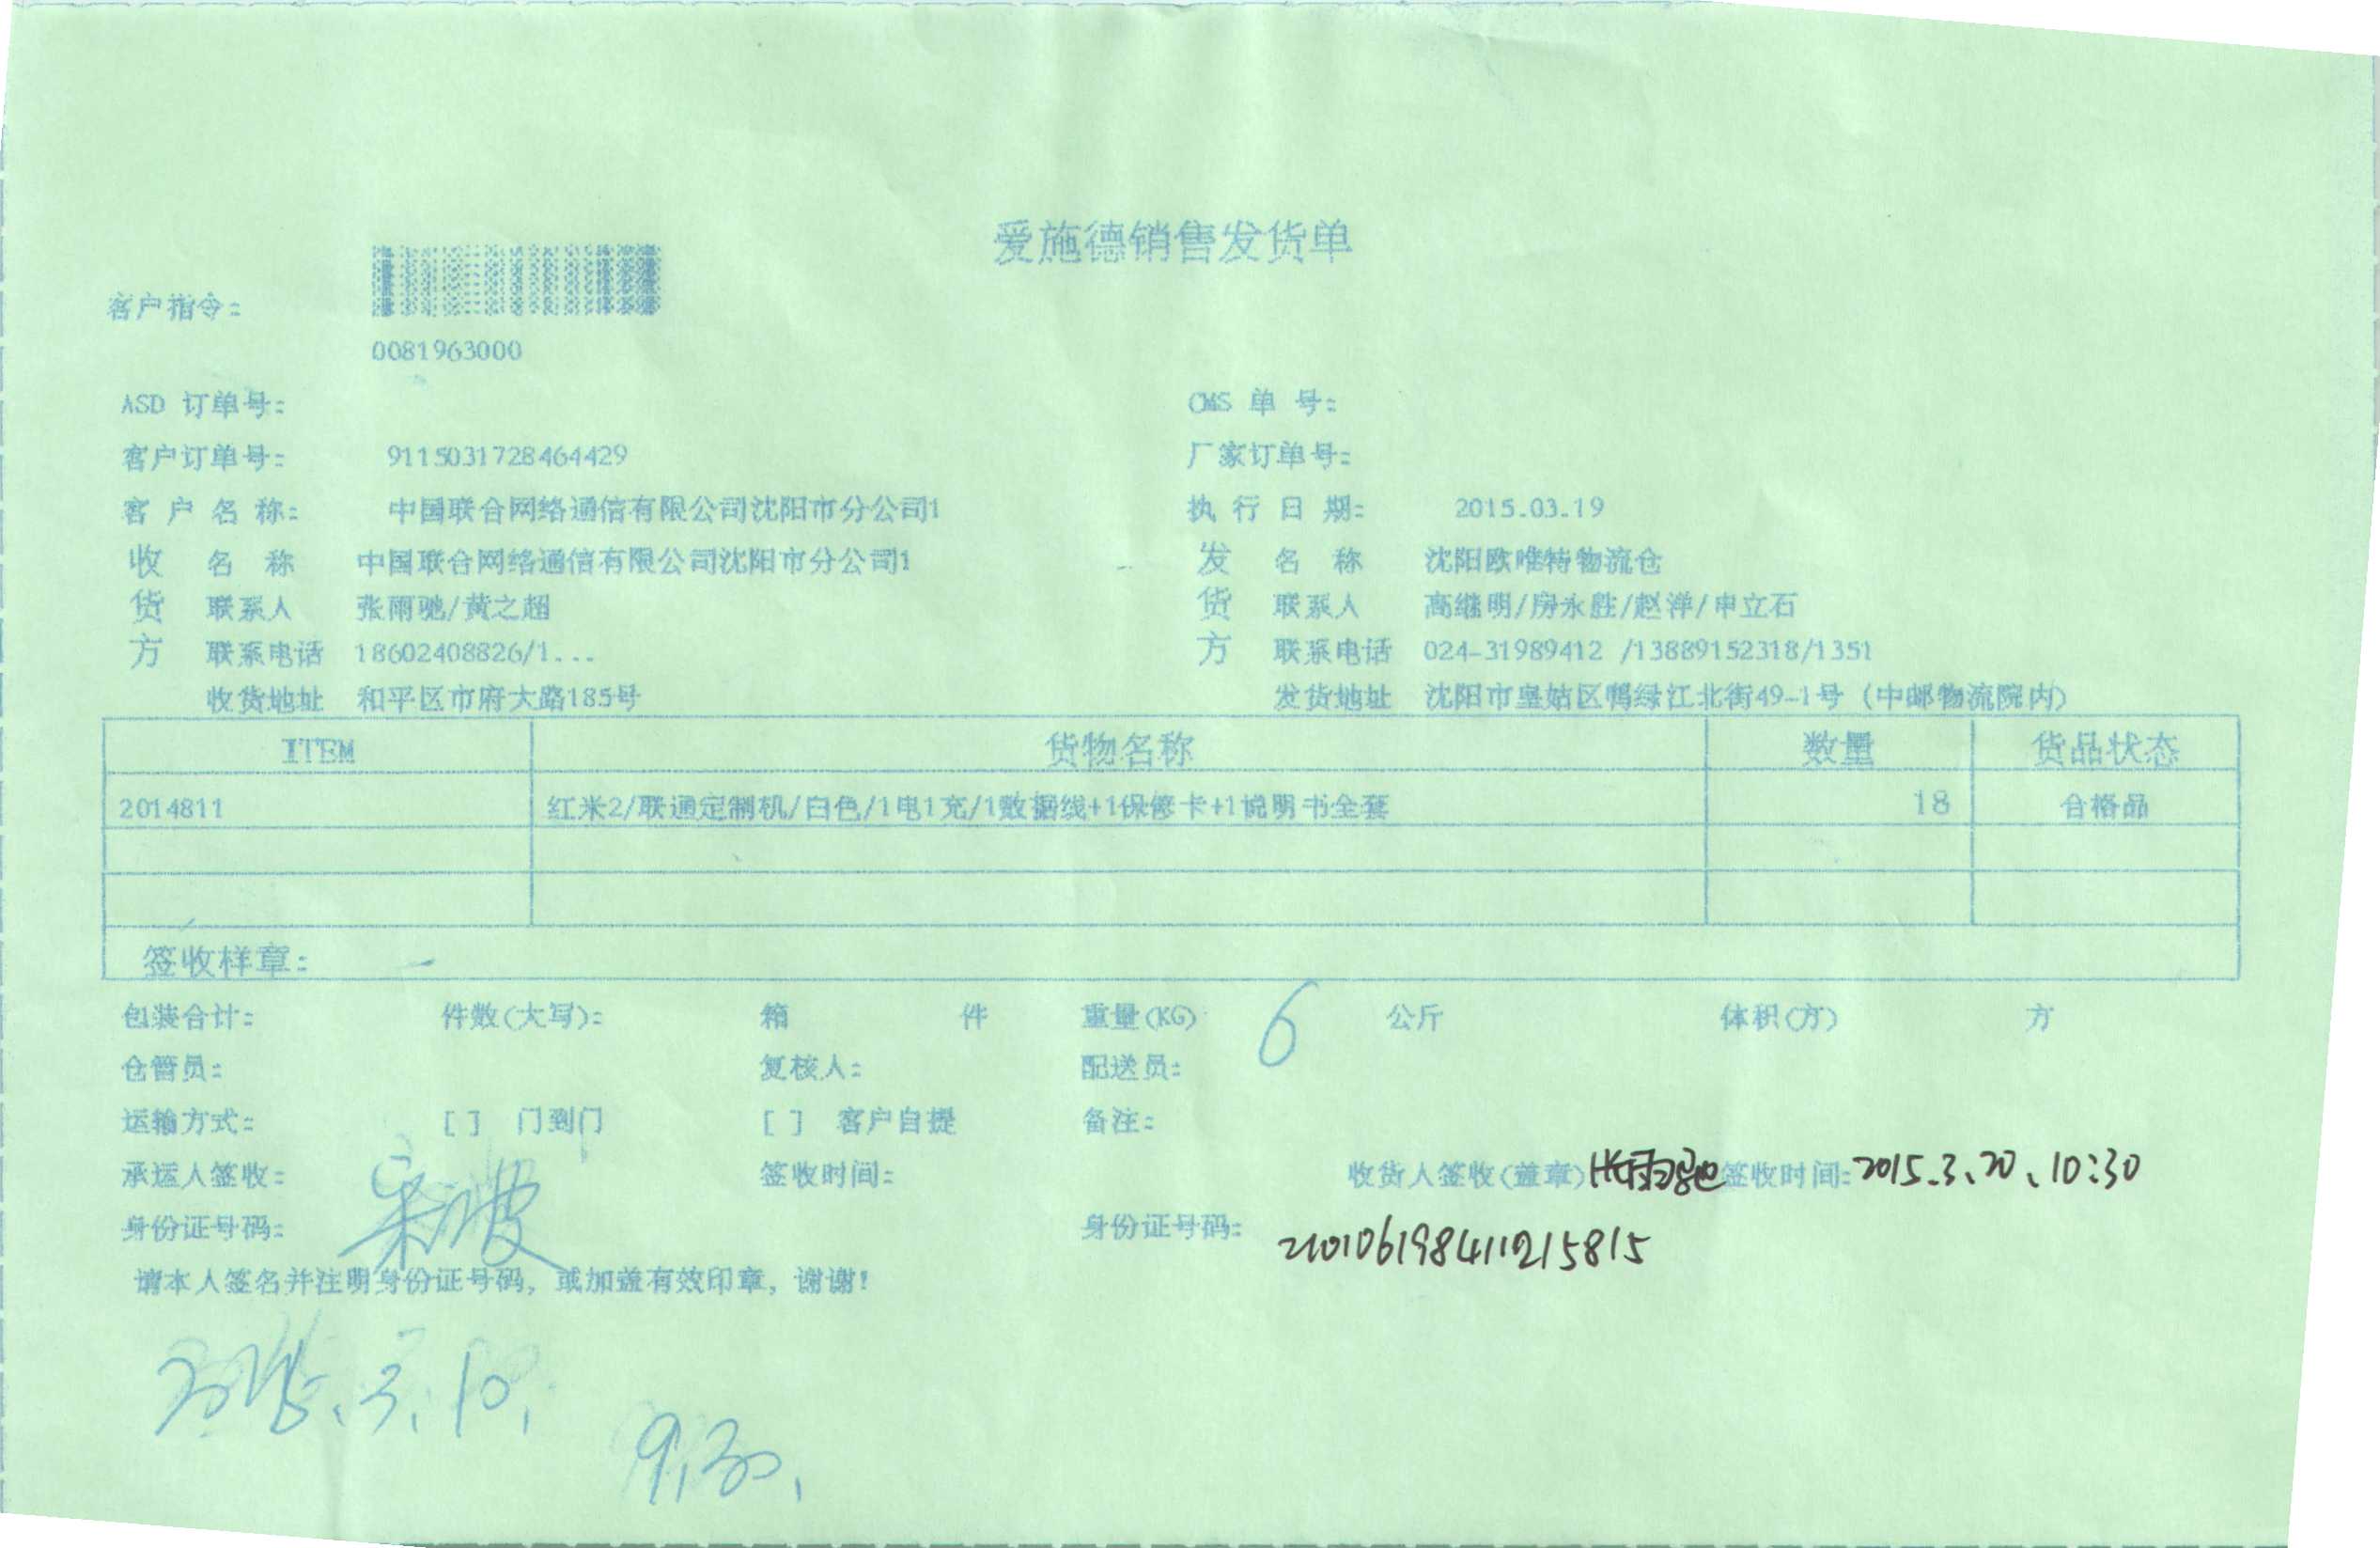 爱施德销售发货单
客户指令:
0081963000
ASD 订单号: CMS 单 号:
客户订单号: 9115031728464429 厂家订单号:
客 户 名 称: 中国联合网络通信有限公司沈阳市分公司1 执 行 日 期: 2015.03.19
收 名 称 中国联合网络通信有限公司沈阳市分公司1 发 名 称 沈阳欧唯特物流仓
货 联系人 张雨驰/黄之超 货 联系人 高继明/房永胜/赵洋/申立石
方 联系电话 18602408826/1... 方 联系电话 024-31989412 /13889152318/1351
收货地址 和平区市府大路185号 发货地址 沈阳市皇姑区鸭绿江北街49-1号 (中邮物流院内)
ITEM 货物名称 数量 货品状态
2014811 红米2/联通定制机/白色/1电1充/1数据线+1保修卡+1说明书全套 18 合格品
签收样章:
包装合计: 件数(大写): 箱 件 重量(KG) 6 公斤 体积(方) 方
仓管员: 复核人: 配送员:
运输方式: [ ] 门到门 [ ] 客户自提 备注:
承运人签收: 签收时间: 收货人签收(盖章) 张雨驰 签收时间: 2015.3、20、10:30
身份证号码: 身份证号码: 210106198411215815
请本人签名并注明身份证号码, 或加盖有效印章, 谢谢!
9,30,